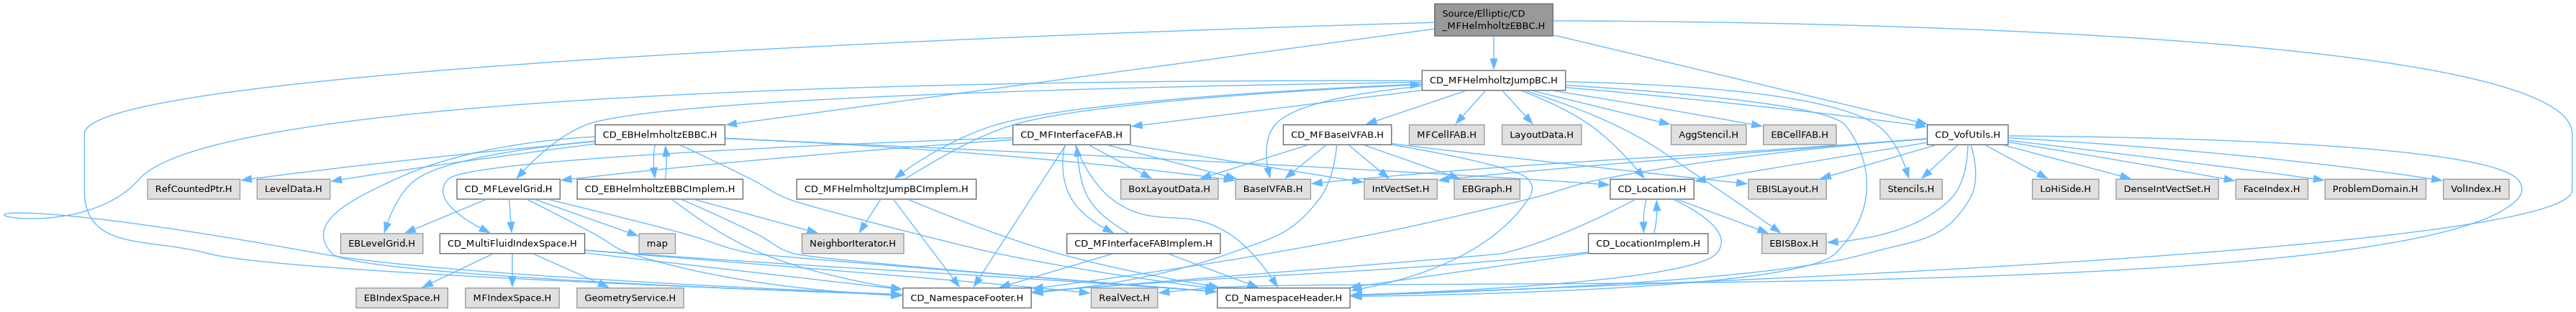 Source/Elliptic/CD
_MFHelmholtzEBBC.H
CD_MFHelmholtzJumpBC.H
CD_EBHelmholtzEBBC.H
CD_MFInterfaceFAB.H
CD_MFBaseIVFAB.H
MFCellFAB.H
LayoutData.H
AggStencil.H
EBCellFAB.H
CD_VofUtils.H
RefCountedPtr.H
LevelData.H
CD_MFLevelGrid.H
CD_EBHelmholtzEBBCImplem.H
CD_MFHelmholtzJumpBCImplem.H
BoxLayoutData.H
BaseIVFAB.H
IntVectSet.H
EBGraph.H
CD_Location.H
EBISLayout.H
Stencils.H
LoHiSide.H
DenseIntVectSet.H
FaceIndex.H
ProblemDomain.H
VolIndex.H
EBLevelGrid.H
CD_MultiFluidIndexSpace.H
map
NeighborIterator.H
CD_MFInterfaceFABImplem.H
CD_LocationImplem.H
EBISBox.H
EBIndexSpace.H
MFIndexSpace.H
GeometryService.H
CD_NamespaceFooter.H
RealVect.H
CD_NamespaceHeader.H